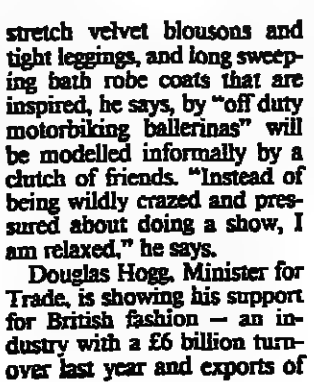 stretch velvet blousons and
tight leggings, and long sweep-
ing bath robe coats that are
inspired, he says, by "off duty
motorbiking ballerinas" will
be modelled informally by a
clutch of friends. "Instead of
being wildly crazed and pres-
sured about doing a show, I
am relaxed," he says.
Douglas Hogg, Minister for
Trade, is showing his support
for British fashion — an in-
dustry with a £6 billion turn-
over last year and exports of